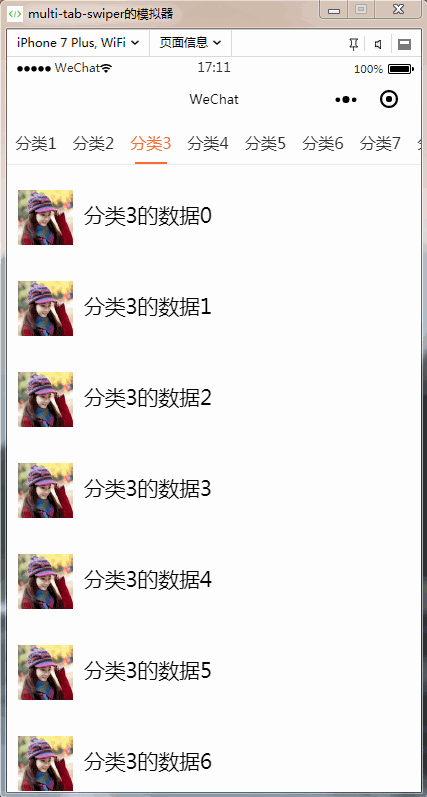 multi-tab-swiper的模拟器
iPhone 7 Plus, WiFi 页面信息
WeChat 17:11 100%
WeChat
分类1 分类2 分类3 分类4 分类5 分类6 分类7
分类3的数据0
分类3的数据1
分类3的数据2
分类3的数据3
分类3的数据4
分类3的数据5
分类3的数据6